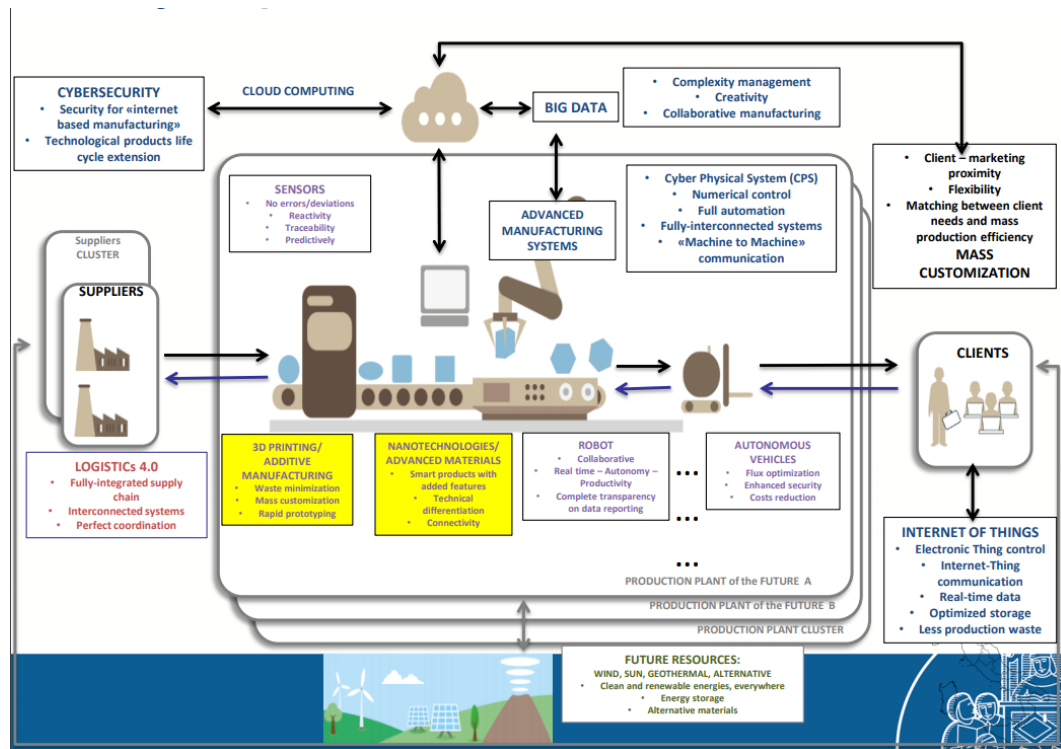 CYBERSECURITY
• Security for «internet
based manufacturing»
• Technological products life
cycle extension
CLOUD COMPUTING
BIG DATA
• Complexity management
• Creativity
• Collaborative manufacturing
• Client – marketing
proximity
• Flexibility
• Matching between client
needs and mass
production efficiency
MASS
CUSTOMIZATION
SENSORS
• No errors/deviations
• Reactivity
• Traceability
• Predictively
ADVANCED
MANUFACTURING
SYSTEMS
• Cyber Physical System (CPS)
• Numerical control
• Full automation
• Fully-interconnected systems
• «Machine to Machine»
communication
Suppliers
CLUSTER
SUPPLIERS
CLIENTS
LOGISTICs 4.0
• Fully-integrated supply
chain
• Interconnected systems
• Perfect coordination
3D PRINTING/
ADDITIVE
MANUFACTURING
• Waste minimization
• Mass customization
• Rapid prototyping
NANOTECHNOLOGIES/
ADVANCED MATERIALS
• Smart products with
added features
• Technical
differentiation
• Connectivity
ROBOT
• Collaborative
• Real time – Autonomy –
Productivity
• Complete transparency
on data reporting
...
...
...
AUTONOMOUS
VEHICLES
• Flux optimization
• Enhanced security
• Costs reduction
INTERNET OF THINGS
• Electronic Thing control
• Internet-Thing
communication
• Real-time data
• Optimized storage
• Less production waste
PRODUCTION PLANT of the FUTURE A
PRODUCTION PLANT of the FUTURE B
PRODUCTION PLANT CLUSTER
FUTURE RESOURCES:
WIND, SUN, GEOTHERMAL, ALTERNATIVE
• Clean and renewable energies, everywhere
• Energy storage
• Alternative materials